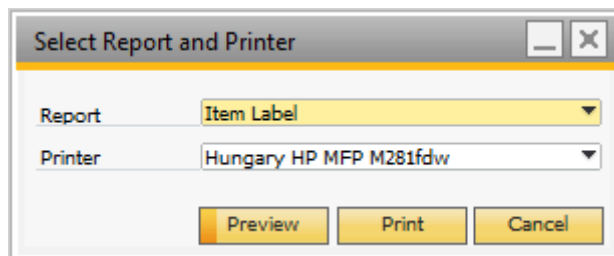 Select Report and Printer
Report Item Label
Printer Hungary HP MFP M281fdw
Preview Print Cancel